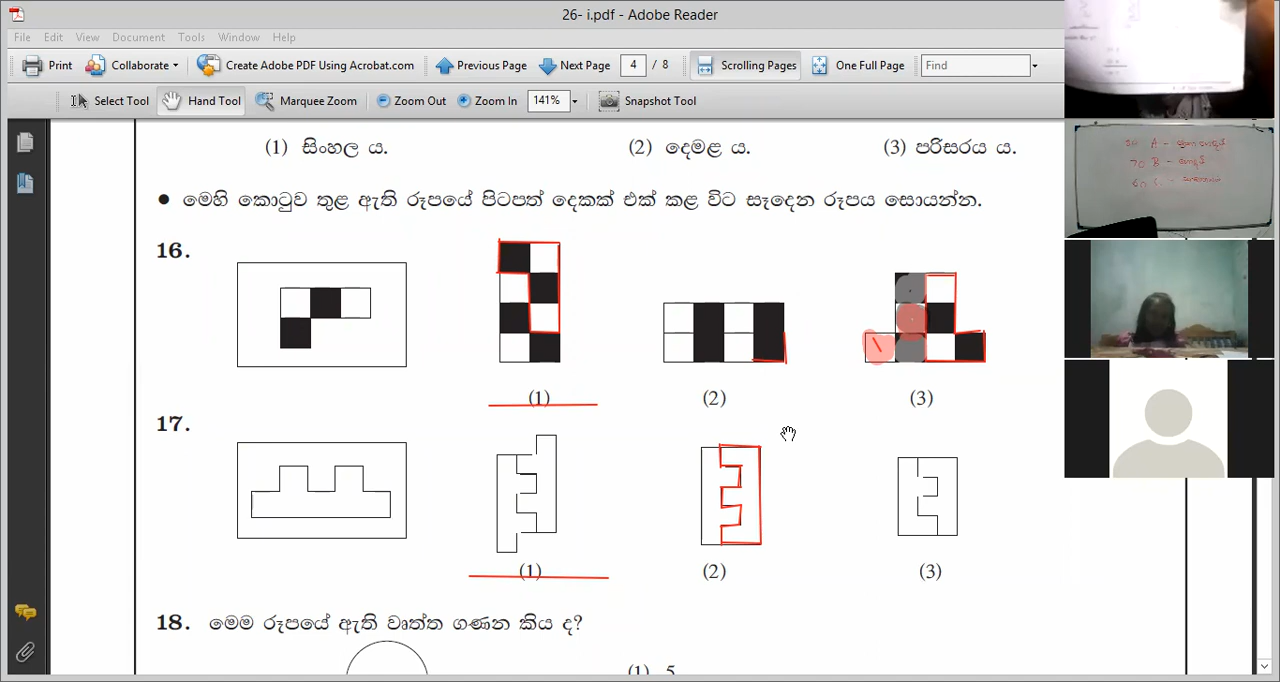 26- i.pdf - Adobe Reader
File Edit View Document Tools Window Help
Print Collaborate Create Adobe PDF Using Acrobat.com Previous Page Next Page 4 / 8 Scrolling Pages One Full Page Find
Select Tool Hand Tool Marquee Zoom Zoom Out Zoom In 141% Snapshot Tool
(1) සිංහල ය. (2) දෙමළ ය. (3) පරිසරය ය.
● මෙහි කොටුව තුළ ඇති රූපයේ පිටපත් දෙකක් එක් කළ විට සෑදෙන රූපය සොයන්න.
16.
(1) (2) (3)
17.
(1) (2) (3)
18. මෙම රූපයේ ඇති වෘත්ත ගණන කීය ද?
(1) 5